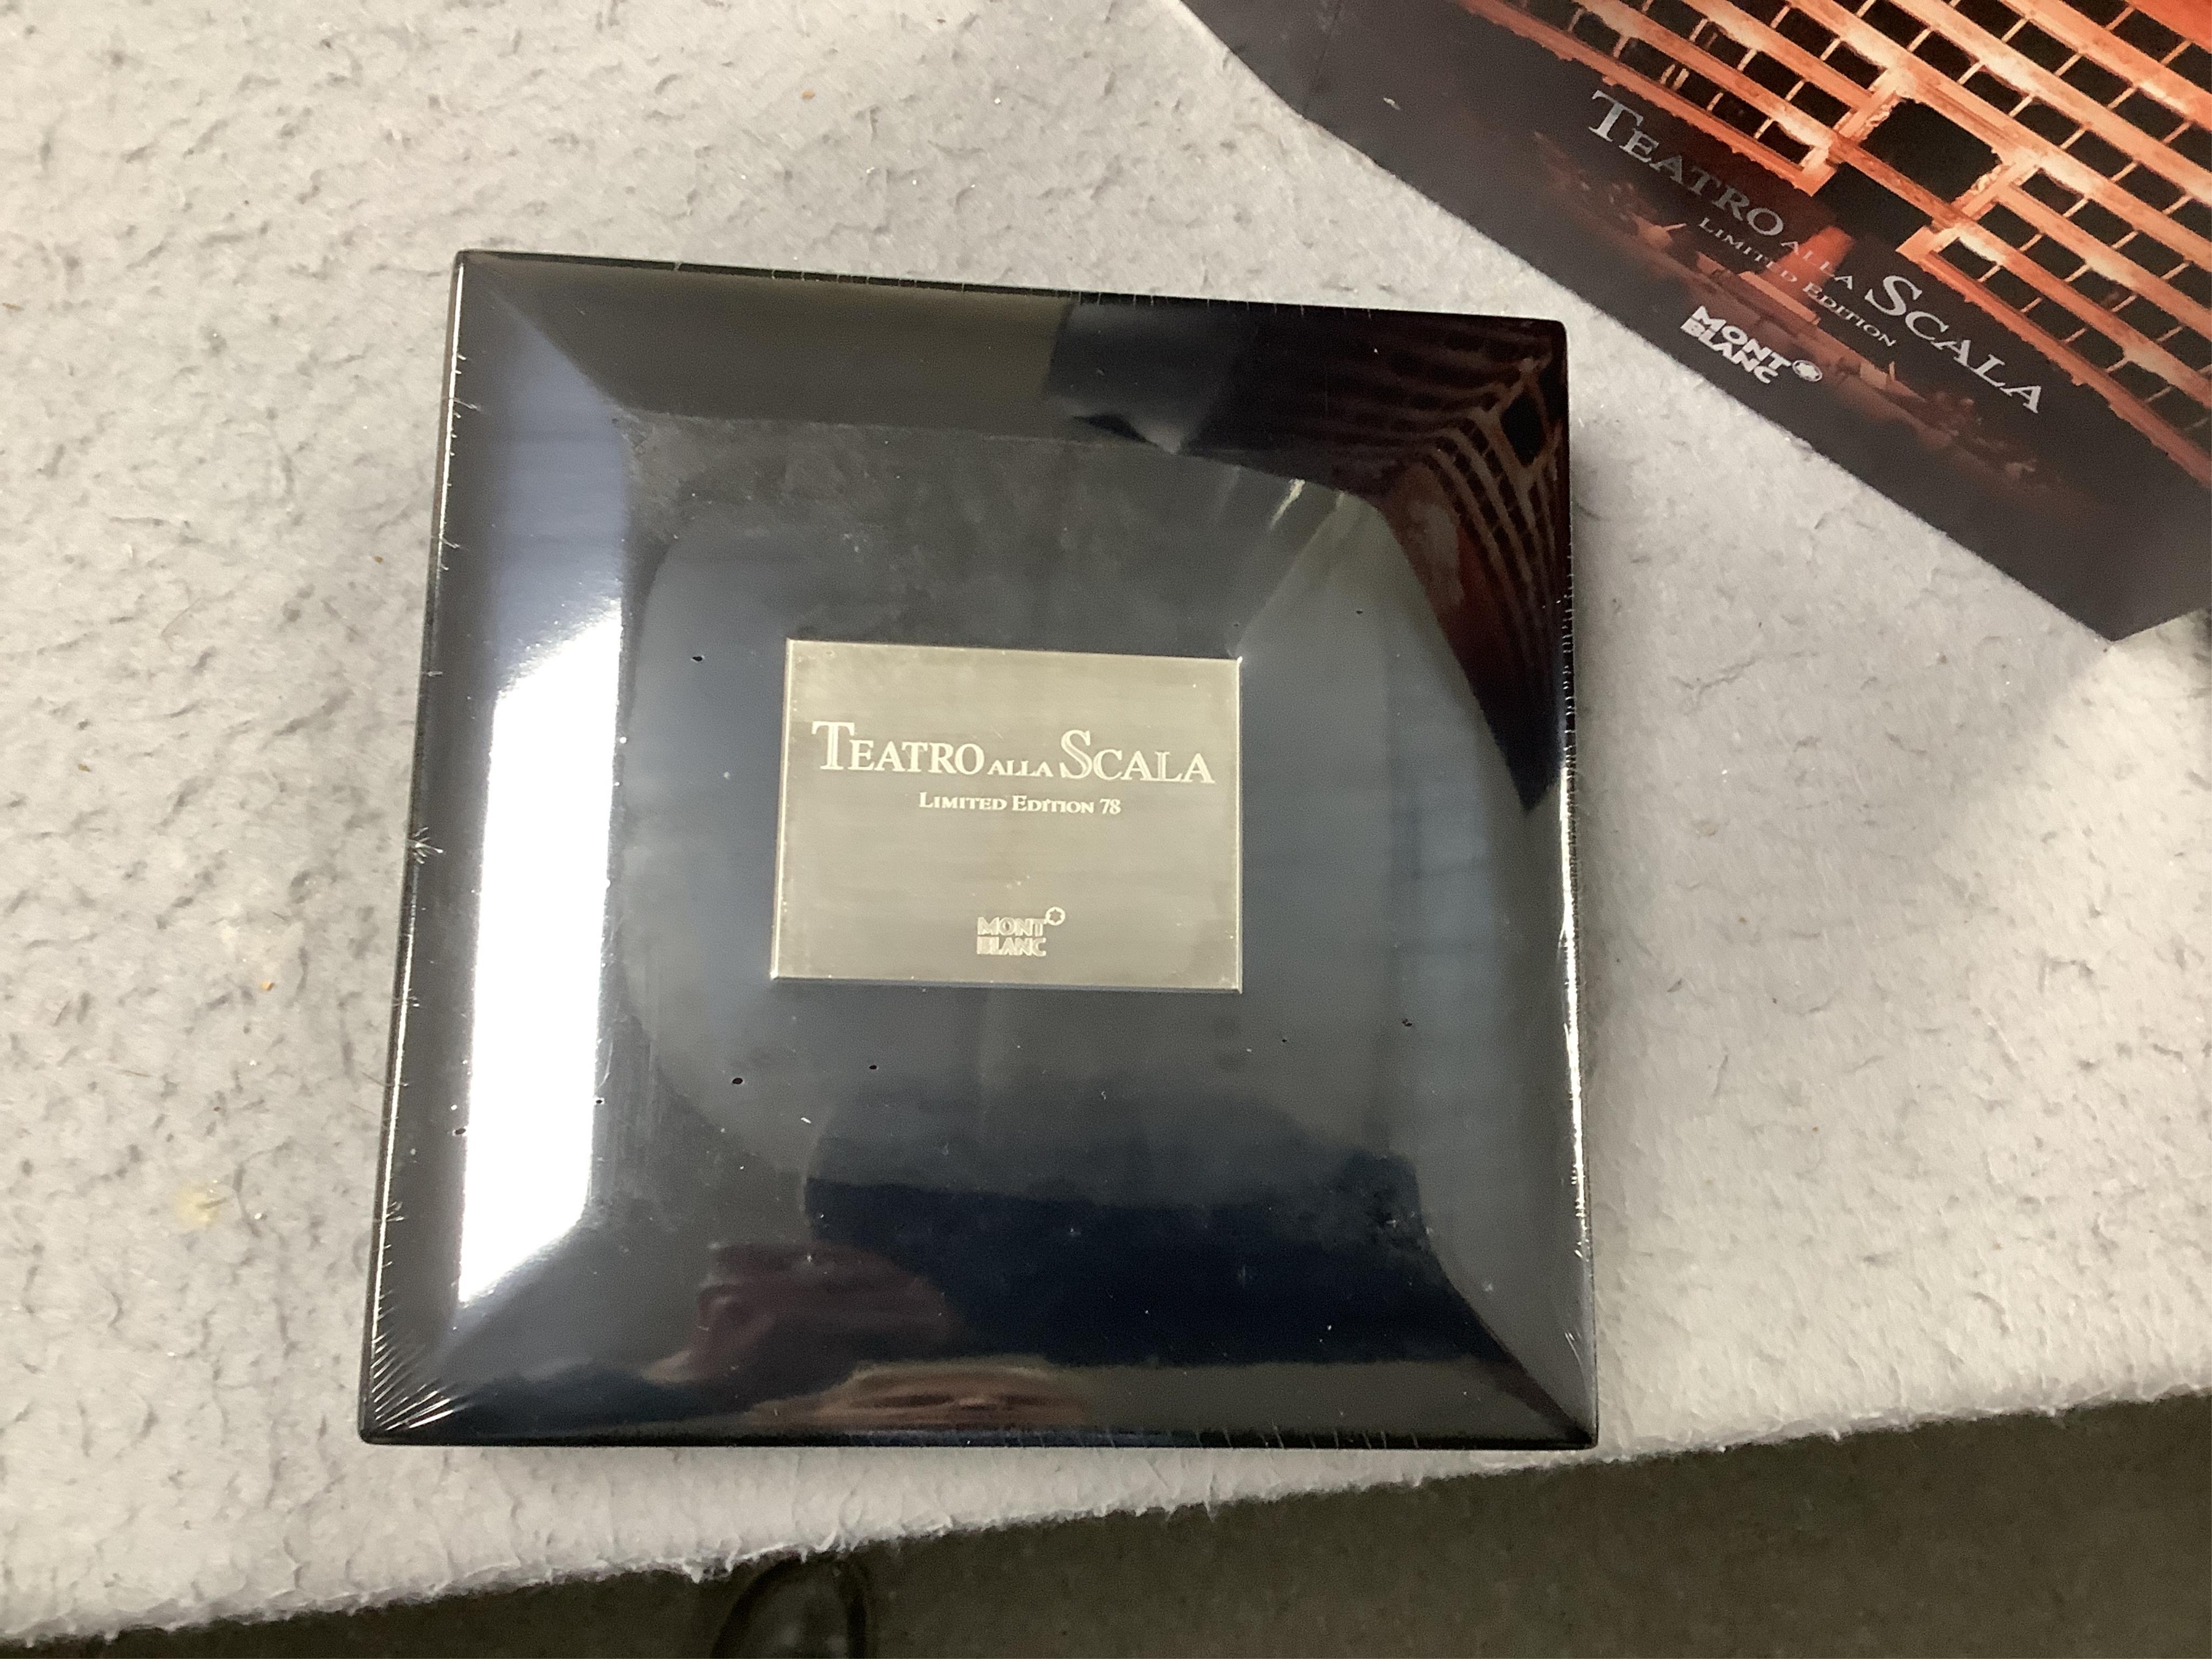 TEATRO ALLA SCALA
LIMITED EDITION
MONT
BLANC
TEATRO ALLA SCALA
LIMITED EDITION 78
MONT
BLANC